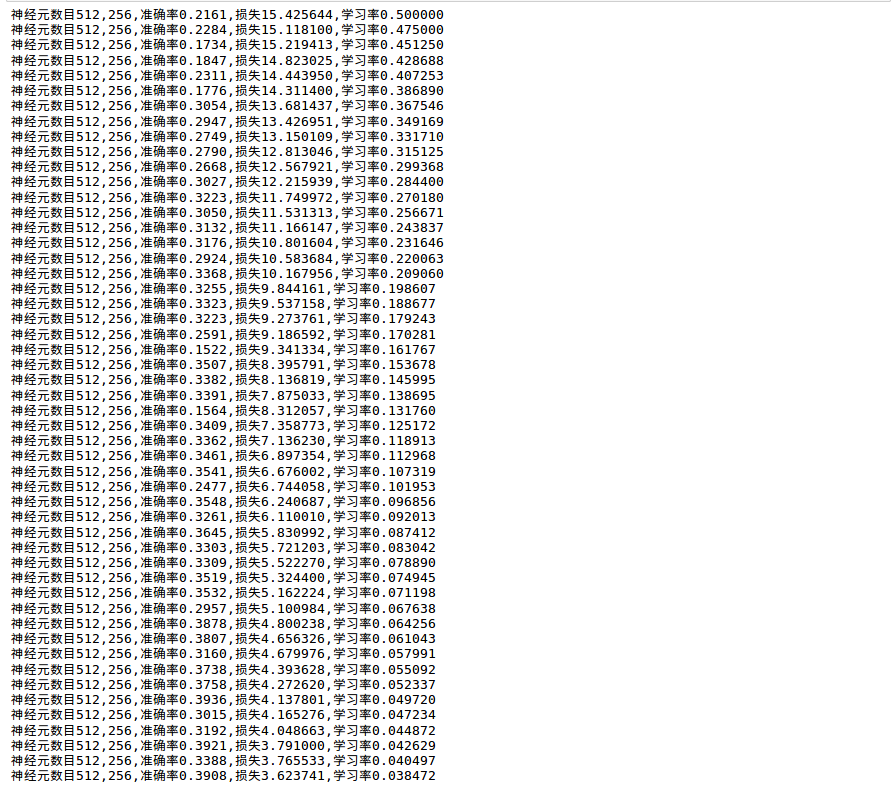 神经元数目512,256,准确率0.2161,损失15.425644,学习率0.500000
神经元数目512,256,准确率0.2284,损失15.118100,学习率0.475000
神经元数目512,256,准确率0.1734,损失15.219413,学习率0.451250
神经元数目512,256,准确率0.1847,损失14.823025,学习率0.428688
神经元数目512,256,准确率0.2311,损失14.443950,学习率0.407253
神经元数目512,256,准确率0.1776,损失14.311400,学习率0.386890
神经元数目512,256,准确率0.3054,损失13.681437,学习率0.367546
神经元数目512,256,准确率0.2947,损失13.426951,学习率0.349169
神经元数目512,256,准确率0.2749,损失13.150109,学习率0.331710
神经元数目512,256,准确率0.2790,损失12.813046,学习率0.315125
神经元数目512,256,准确率0.2668,损失12.567921,学习率0.299368
神经元数目512,256,准确率0.3027,损失12.215939,学习率0.284400
神经元数目512,256,准确率0.3223,损失11.749972,学习率0.270180
神经元数目512,256,准确率0.3050,损失11.531313,学习率0.256671
神经元数目512,256,准确率0.3132,损失11.166147,学习率0.243837
神经元数目512,256,准确率0.3176,损失10.801604,学习率0.231646
神经元数目512,256,准确率0.2924,损失10.583684,学习率0.220063
神经元数目512,256,准确率0.3368,损失10.167956,学习率0.209060
神经元数目512,256,准确率0.3255,损失9.844161,学习率0.198607
神经元数目512,256,准确率0.3323,损失9.537158,学习率0.188677
神经元数目512,256,准确率0.3223,损失9.273761,学习率0.179243
神经元数目512,256,准确率0.2591,损失9.186592,学习率0.170281
神经元数目512,256,准确率0.1522,损失9.341334,学习率0.161767
神经元数目512,256,准确率0.3507,损失8.395791,学习率0.153678
神经元数目512,256,准确率0.3382,损失8.136819,学习率0.145995
神经元数目512,256,准确率0.3391,损失7.875033,学习率0.138695
神经元数目512,256,准确率0.1564,损失8.312057,学习率0.131760
神经元数目512,256,准确率0.3409,损失7.358773,学习率0.125172
神经元数目512,256,准确率0.3362,损失7.136230,学习率0.118913
神经元数目512,256,准确率0.3461,损失6.897354,学习率0.112968
神经元数目512,256,准确率0.3541,损失6.676002,学习率0.107319
神经元数目512,256,准确率0.2477,损失6.744058,学习率0.101953
神经元数目512,256,准确率0.3548,损失6.240687,学习率0.096856
神经元数目512,256,准确率0.3261,损失6.110010,学习率0.092013
神经元数目512,256,准确率0.3645,损失5.830992,学习率0.087412
神经元数目512,256,准确率0.3303,损失5.721203,学习率0.083042
神经元数目512,256,准确率0.3309,损失5.522270,学习率0.078890
神经元数目512,256,准确率0.3519,损失5.324400,学习率0.074945
神经元数目512,256,准确率0.3532,损失5.162224,学习率0.071198
神经元数目512,256,准确率0.2957,损失5.100984,学习率0.067638
神经元数目512,256,准确率0.3878,损失4.800238,学习率0.064256
神经元数目512,256,准确率0.3807,损失4.656326,学习率0.061043
神经元数目512,256,准确率0.3160,损失4.679976,学习率0.057991
神经元数目512,256,准确率0.3738,损失4.393628,学习率0.055092
神经元数目512,256,准确率0.3758,损失4.272620,学习率0.052337
神经元数目512,256,准确率0.3936,损失4.137801,学习率0.049720
神经元数目512,256,准确率0.3015,损失4.165276,学习率0.047234
神经元数目512,256,准确率0.3192,损失4.048663,学习率0.044872
神经元数目512,256,准确率0.3921,损失3.791000,学习率0.042629
神经元数目512,256,准确率0.3388,损失3.765533,学习率0.040497
神经元数目512,256,准确率0.3908,损失3.623741,学习率0.038472